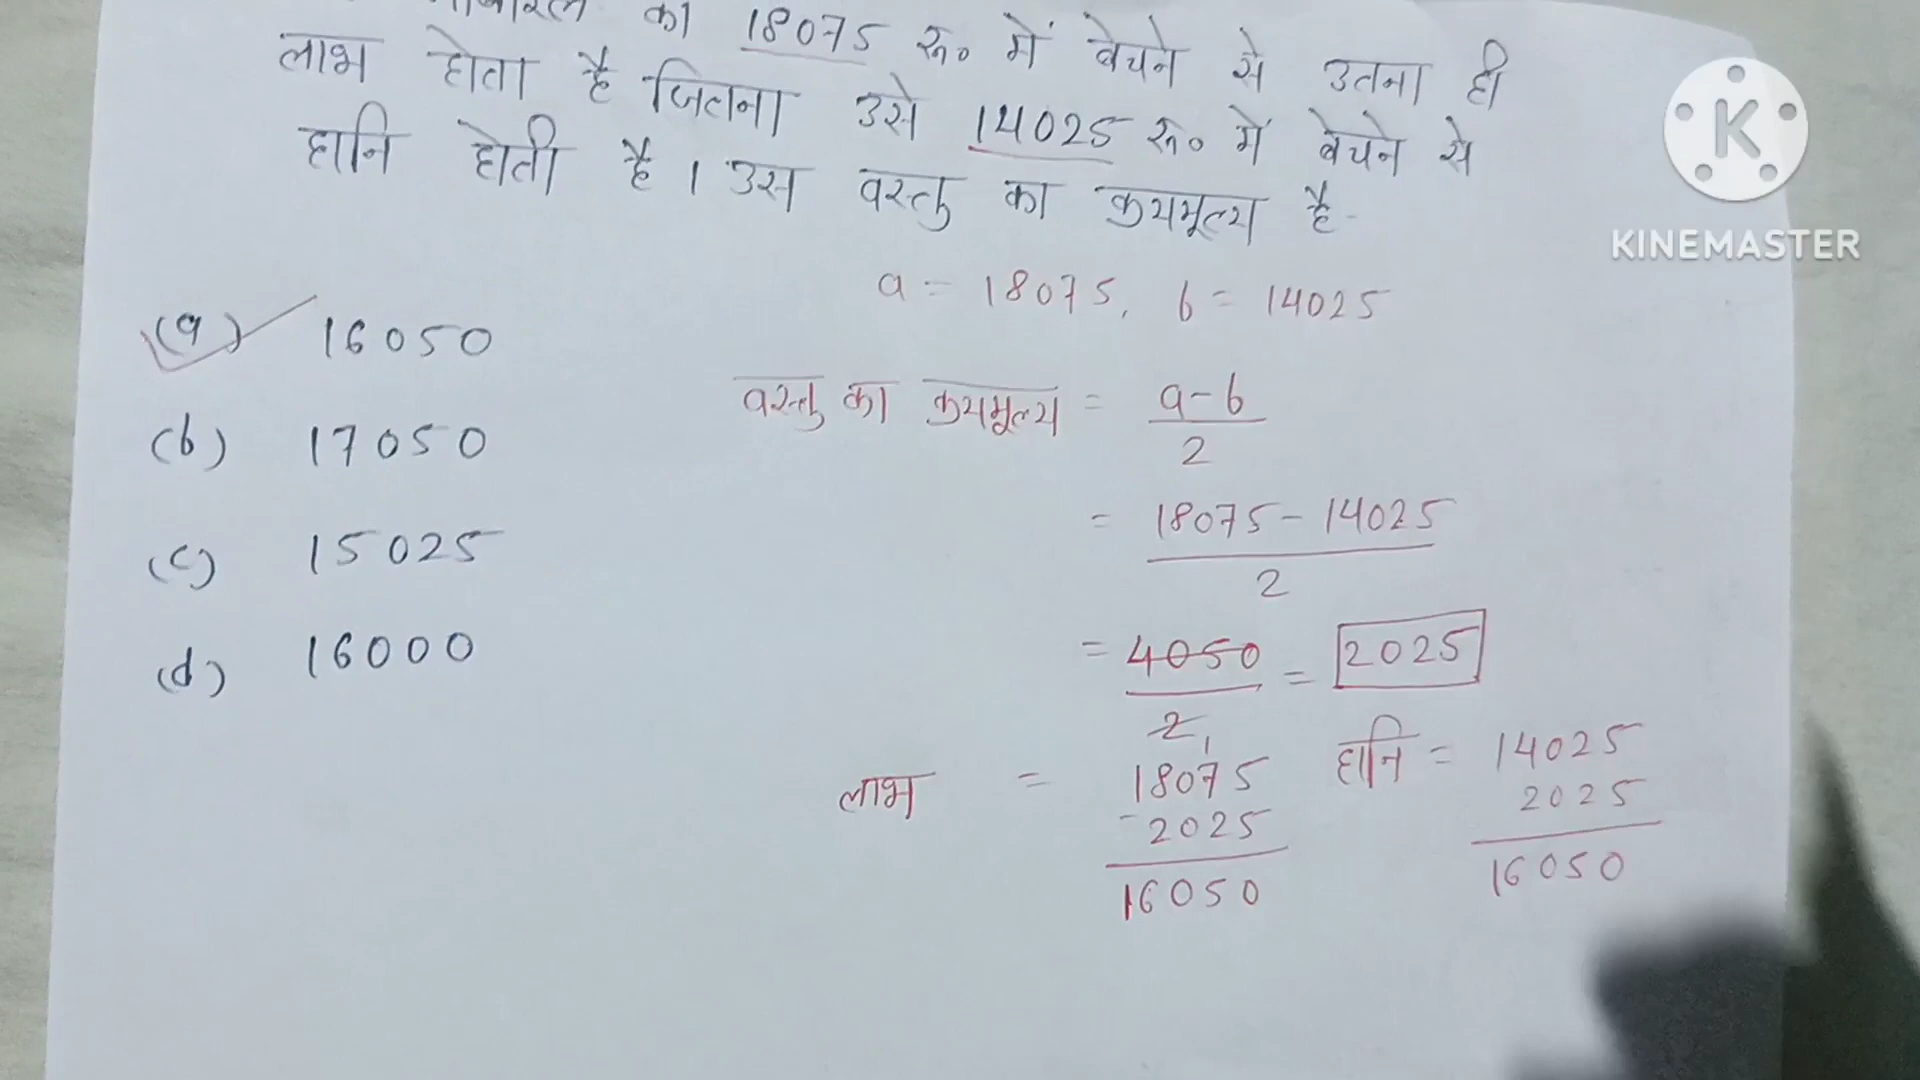 का 18075 रू० में बेचने से उतना ही
लाभ होता है जितना उसे 14025 रू० में बेचने से
हानि होती है । उस वस्तु का क्रयमूल्य है -
a = 18075, b = 14025
(a) 16050
(b) 17050
(c) 15025
(d) 16000
वस्तु का क्रयमूल्य = a-b
2
= 18075 - 14025
2
= 4050 = 2025
2 1
लाभ = 18075
- 2025
16050
हानि = 14025
2025
16050
K
KINEMASTER